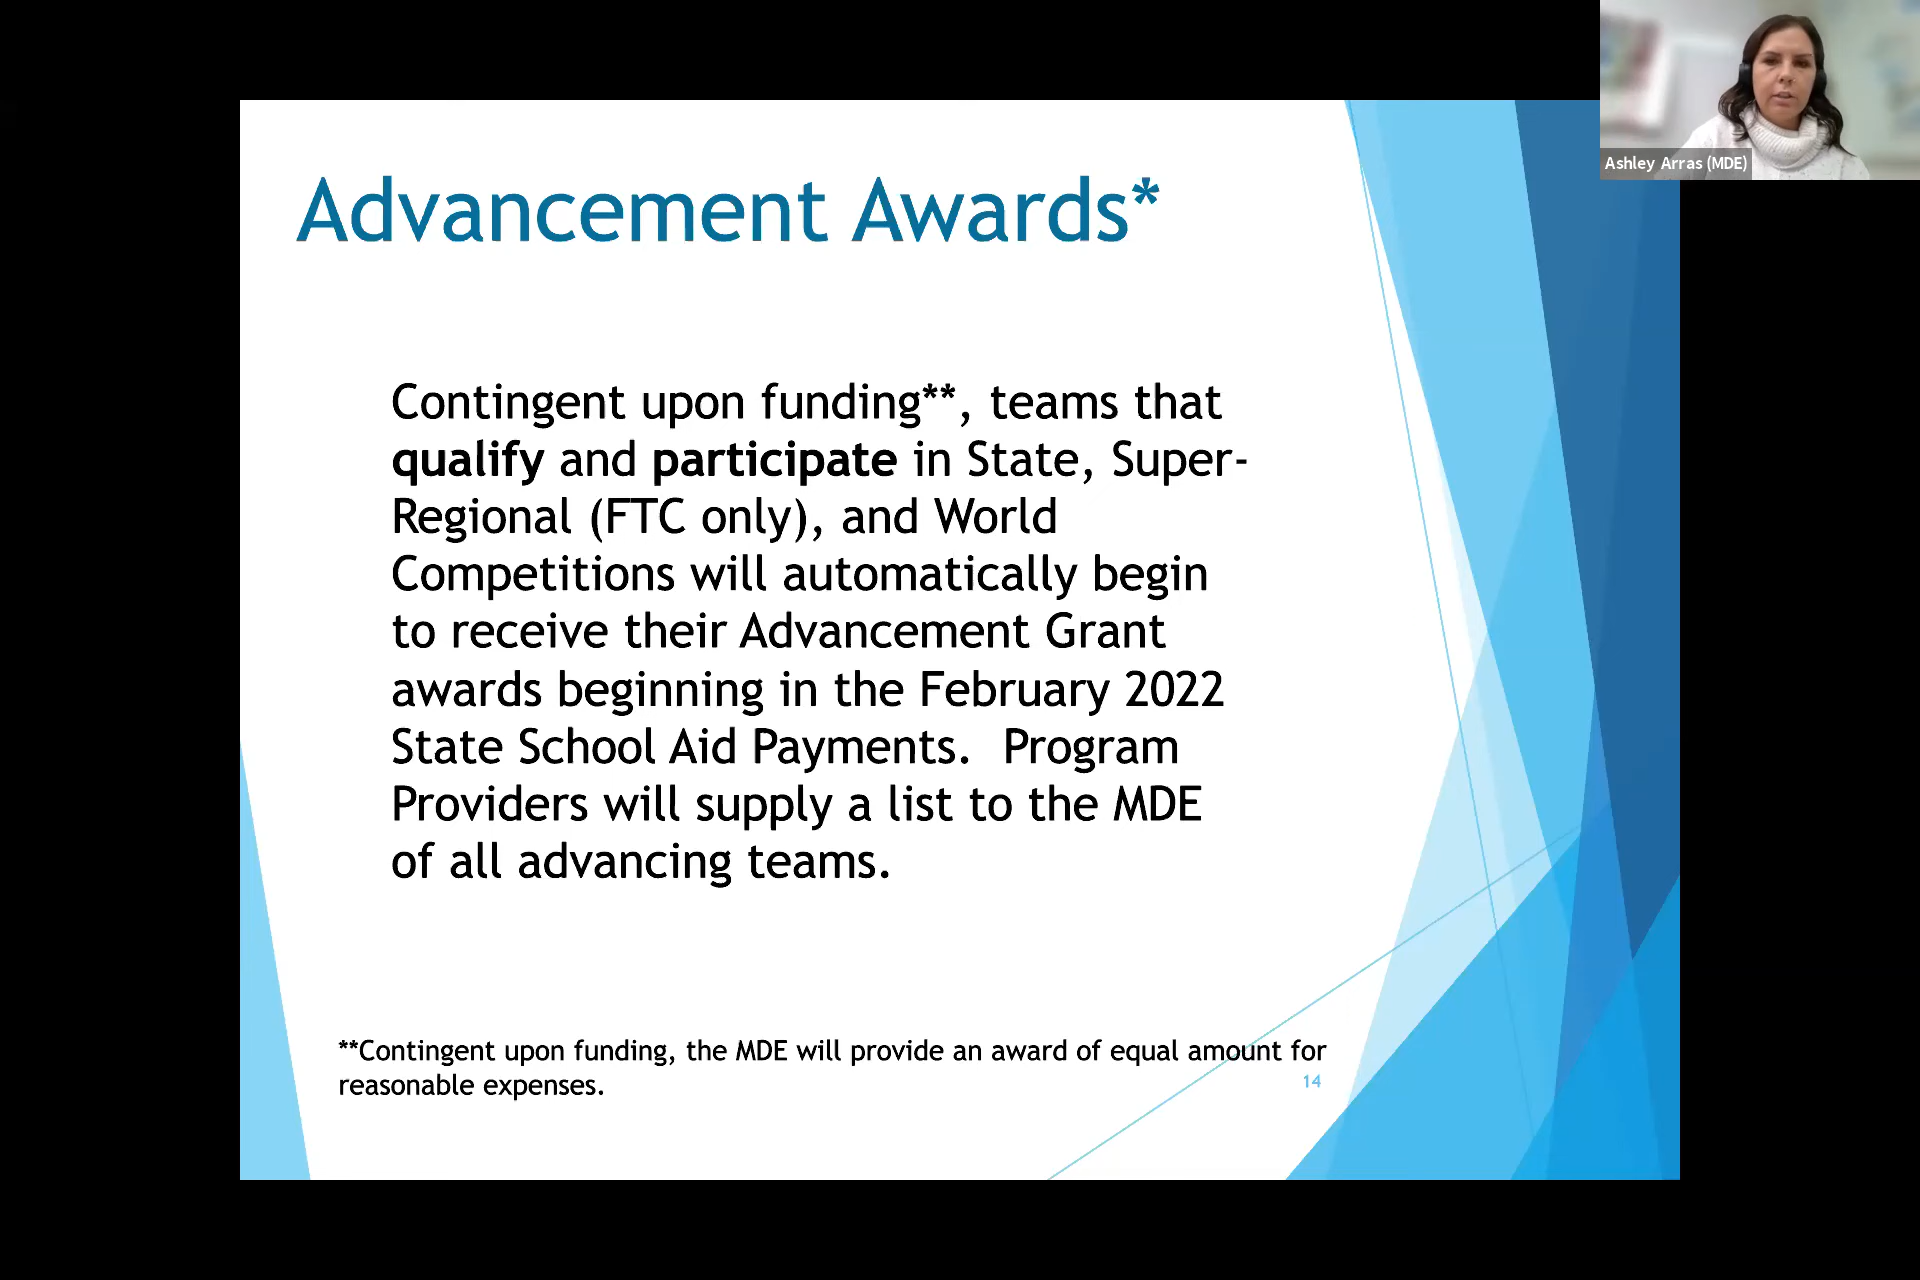 Ashley Arras (MDE)
Advancement Awards*
Contingent upon funding**, teams that
qualify and participate in State, Super-
Regional (FTC only), and World
Competitions will automatically begin
to receive their Advancement Grant
awards beginning in the February 2022
State School Aid Payments.  Program
Providers will supply a list to the MDE
of all advancing teams.
**Contingent upon funding, the MDE will provide an award of equal amount for
reasonable expenses.
14